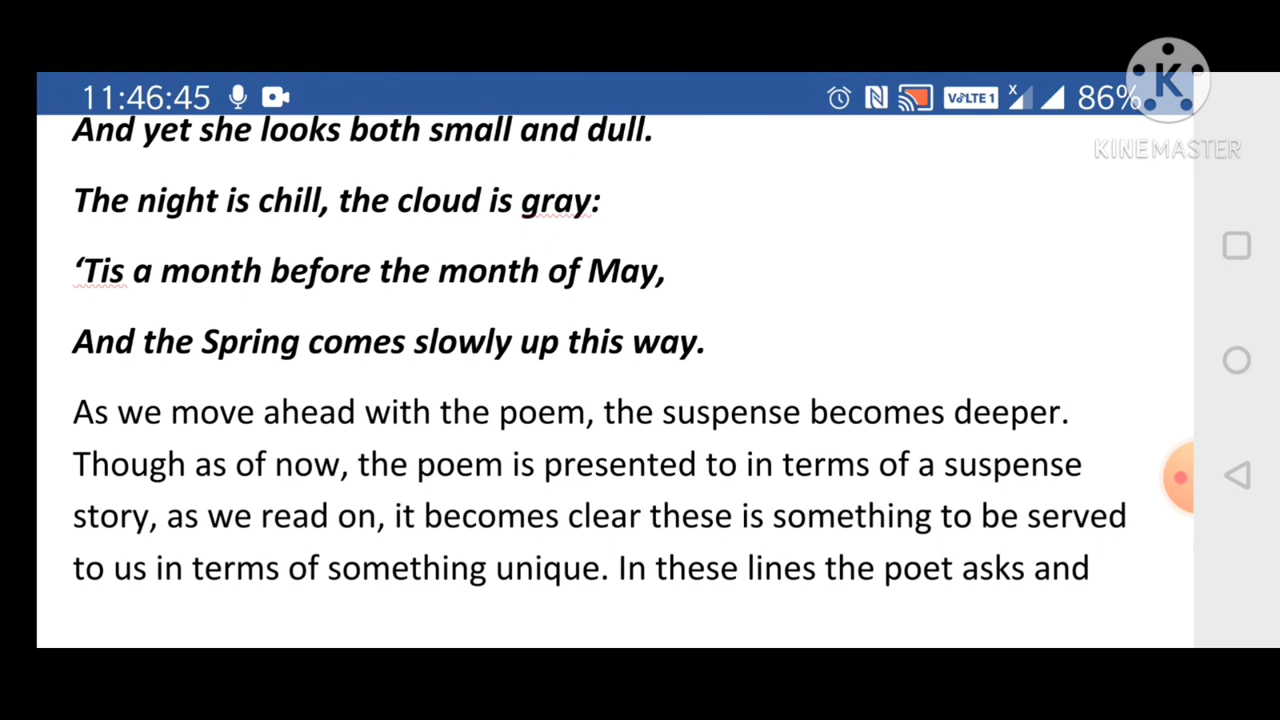 11:46:45 VoLTE 1 X 86%
K
KINEMASTER
And yet she looks both small and dull.
The night is chill, the cloud is gray:
‘Tis a month before the month of May,
And the Spring comes slowly up this way.
As we move ahead with the poem, the suspense becomes deeper.
Though as of now, the poem is presented to in terms of a suspense
story, as we read on, it becomes clear these is something to be served
to us in terms of something unique. In these lines the poet asks and